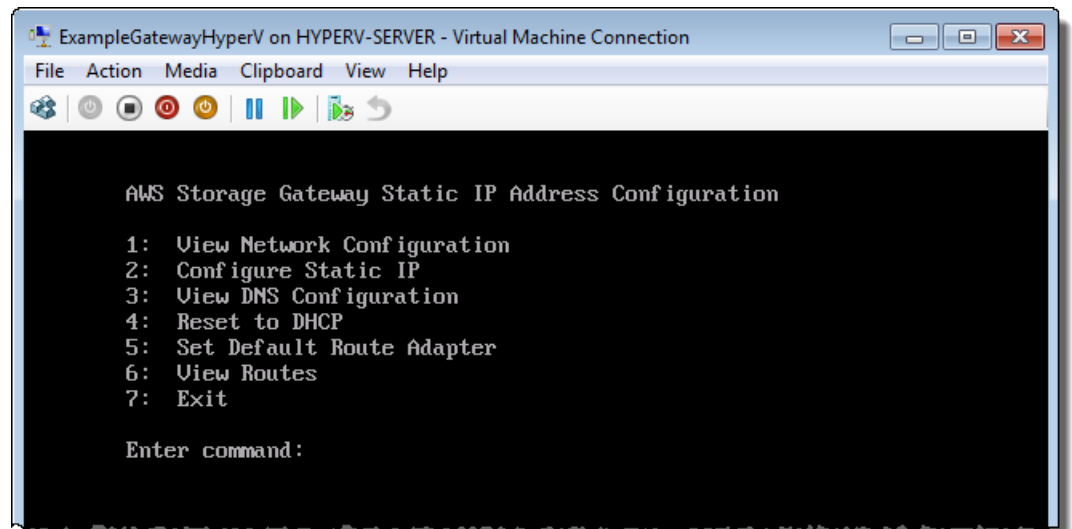 ExampleGatewayHyperV on HYPERV-SERVER - Virtual Machine Connection
File Action Media Clipboard View Help
AWS Storage Gateway Static IP Address Configuration
1: View Network Configuration
2: Configure Static IP
3: View DNS Configuration
4: Reset to DHCP
5: Set Default Route Adapter
6: View Routes
7: Exit
Enter command: